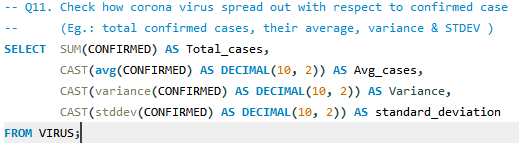 -- Q11. Check how corona virus spread out with respect to confirmed case
--      (Eg.: total confirmed cases, their average, variance & STDEV )
SELECT  SUM(CONFIRMED) AS Total_cases,
        CAST(avg(CONFIRMED) AS DECIMAL(10, 2)) AS Avg_cases,
        CAST(variance(CONFIRMED) AS DECIMAL(10, 2)) AS Variance,
        CAST(stddev(CONFIRMED) AS DECIMAL(10, 2)) AS standard_deviation
FROM VIRUS;